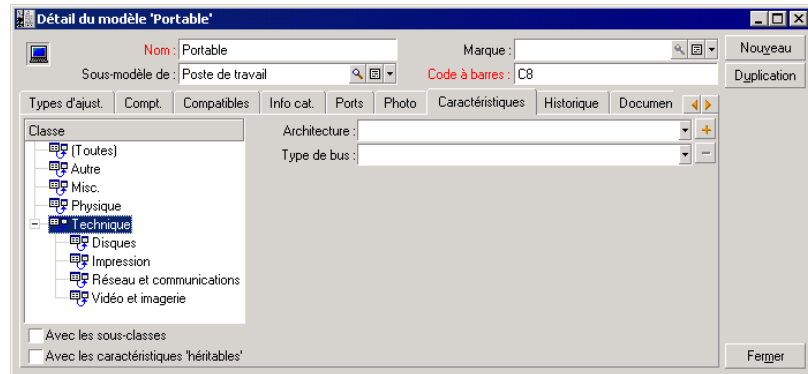 Détail du modèle 'Portable'
Nom : Portable Marque : Nouveau
Sous-modèle de : Poste de travail Code à barres : C8 Duplication
Types d'ajust. Compt. Compatibles Info cat. Ports Photo Caractéristiques Historique Documen
Classe Architecture :
(Toutes) Type de bus :
Autre
Misc.
Physique
Technique
Disques
Impression
Réseau et communications
Vidéo et imagerie
Avec les sous-classes
Avec les caractéristiques 'héritables' Fermer